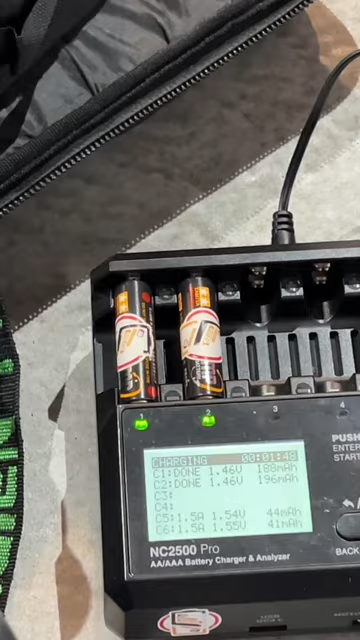 1
2
3
4
PUSH
ENTER
START
CHARGING 00:01:48
C1:DONE 1.46V 188mAh
C2:DONE 1.46V 196mAh
C3:
C4:
C5:1.5A 1.54V 44mAh
C6:1.5A 1.55V 41mAh
BACK
NC2500 Pro
AA/AAA Battery Charger & Analyzer